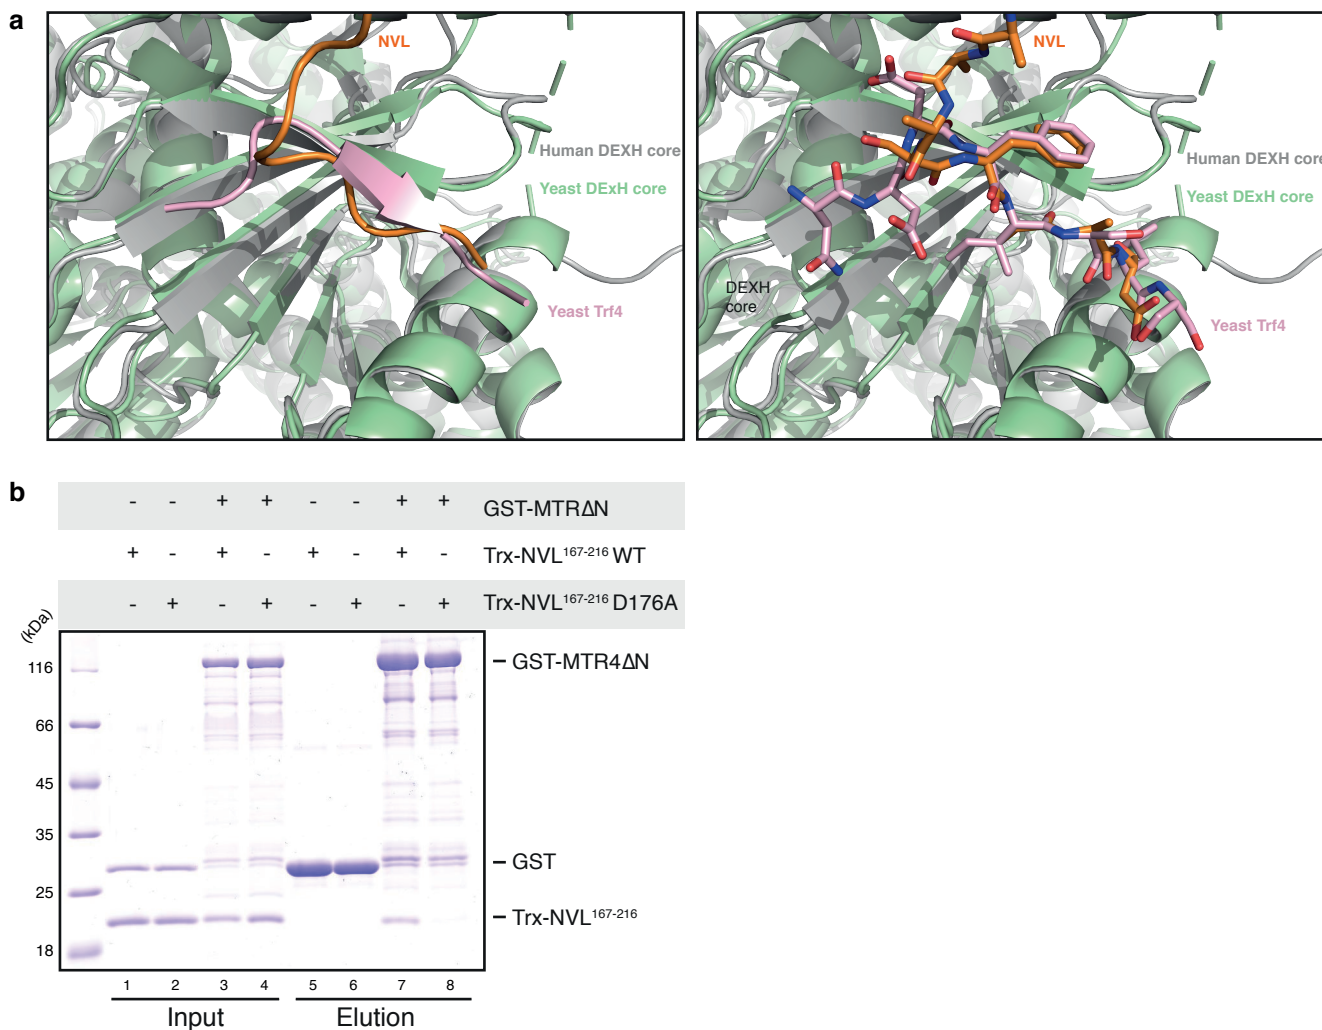 a
NVL
Human DEXH core
Yeast DExH core
Yeast Trf4
NVL
Human DEXH core
Yeast DExH core
DEXH
core
Yeast Trf4
b
- - + + - - + + GST-MTRΔN
+ - + - + - + - Trx-NVL¹⁶⁷⁻²¹⁶ WT
- + - + - + - + Trx-NVL¹⁶⁷⁻²¹⁶ D176A
(kDa)
116
66
45
35
25
18
GST-MTR4ΔN
GST
Trx-NVL¹⁶⁷⁻²¹⁶
1 2 3 4 5 6 7 8
Input Elution